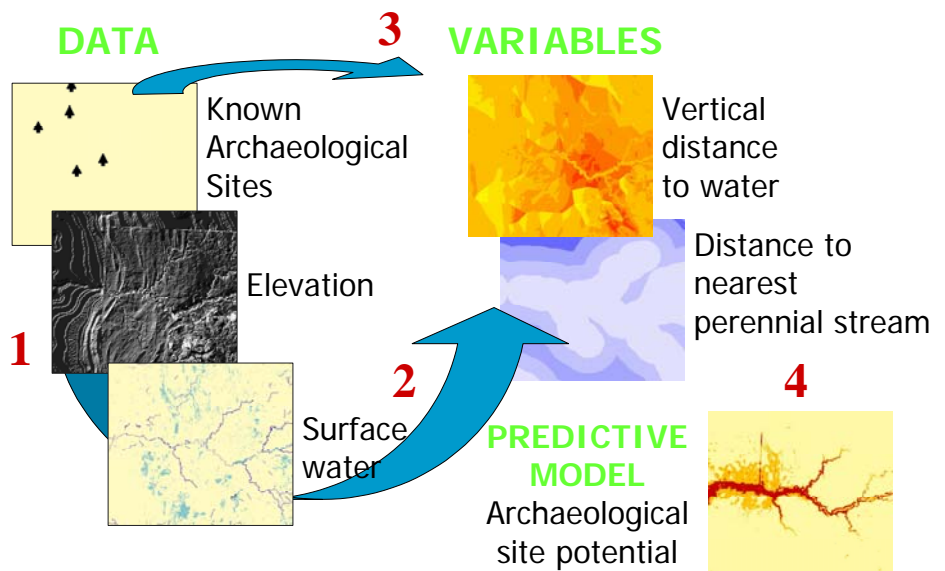 DATA
3
VARIABLES
Known
Archaeological
Sites
Vertical
distance
to water
Elevation
Distance to
nearest
perennial stream
1
2
Surface
water
4
PREDICTIVE
MODEL
Archaeological
site potential